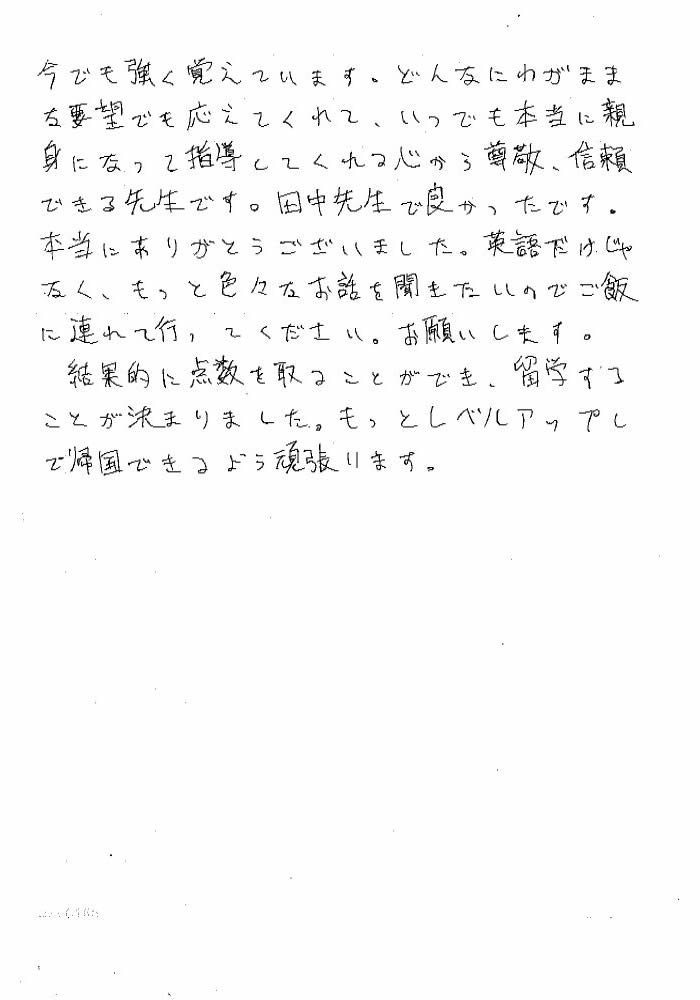 今でも強く覚えています。どんなにわがまま
な要望でも応えてくれて、いつでも本当に親
身になって指導してくれる心から尊敬、信頼
できる先生です。田中先生で良かったです。
本当にありがとうございました。英語だけじゃ
なく、もっと色々なお話を聞きたいのでご飯
に連れて行ってください。お願いします。
結果的に点数を取ることができ、留学する
ことが決まりました。もっとレベルアップし
て帰国できるよう頑張ります。